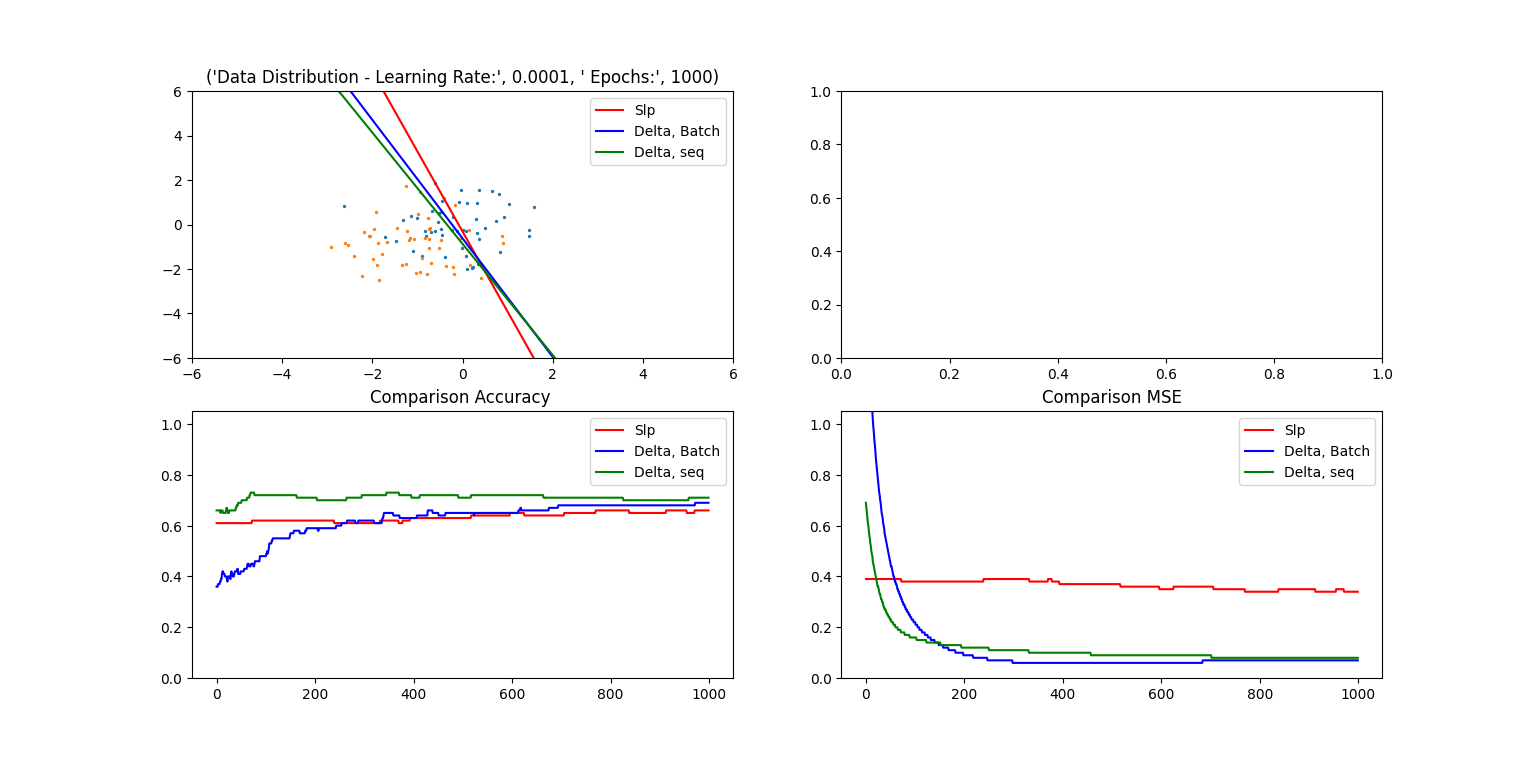 ('Data Distribution - Learning Rate:', 0.0001, ' Epochs:', 1000)
6
4
2
0
−2
−4
−6
−6 −4 −2 0 2 4 6
Slp
Delta, Batch
Delta, seq
1.0
0.8
0.6
0.4
0.2
0.0
0.0 0.2 0.4 0.6 0.8 1.0
Comparison Accuracy
1.0
0.8
0.6
0.4
0.2
0.0
0 200 400 600 800 1000
Slp
Delta, Batch
Delta, seq
Comparison MSE
1.0
0.8
0.6
0.4
0.2
0.0
0 200 400 600 800 1000
Slp
Delta, Batch
Delta, seq